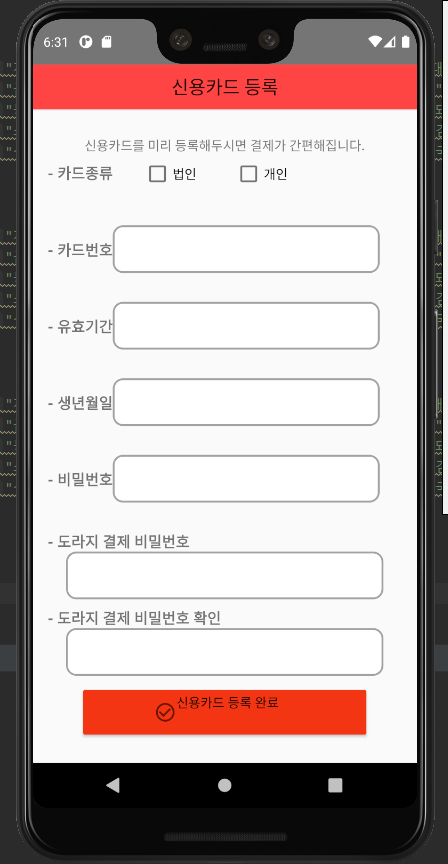 6:31
신용카드 등록
신용카드를 미리 등록해두시면 결제가 간편해집니다.
- 카드종류 법인 개인
- 카드번호
- 유효기간
- 생년월일
- 비밀번호
- 도라지 결제 비밀번호
- 도라지 결제 비밀번호 확인
신용카드 등록 완료